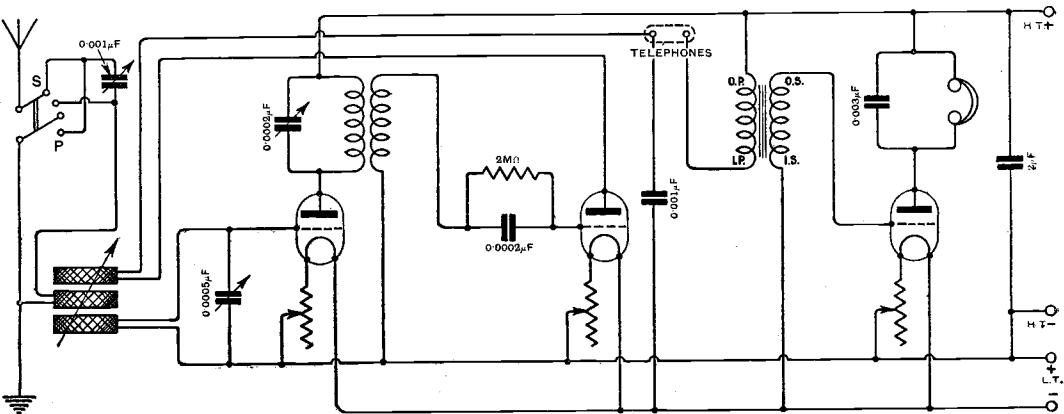 H.T.+
0·001μF
TELEPHONES
S
P
O.P.
O.S.
0·003μF
0·0002μF
2MΩ
2μF
I.P.
I.S.
0·001μF
0·0002μF
0·0005μF
H.T.-
+
L.T.
-